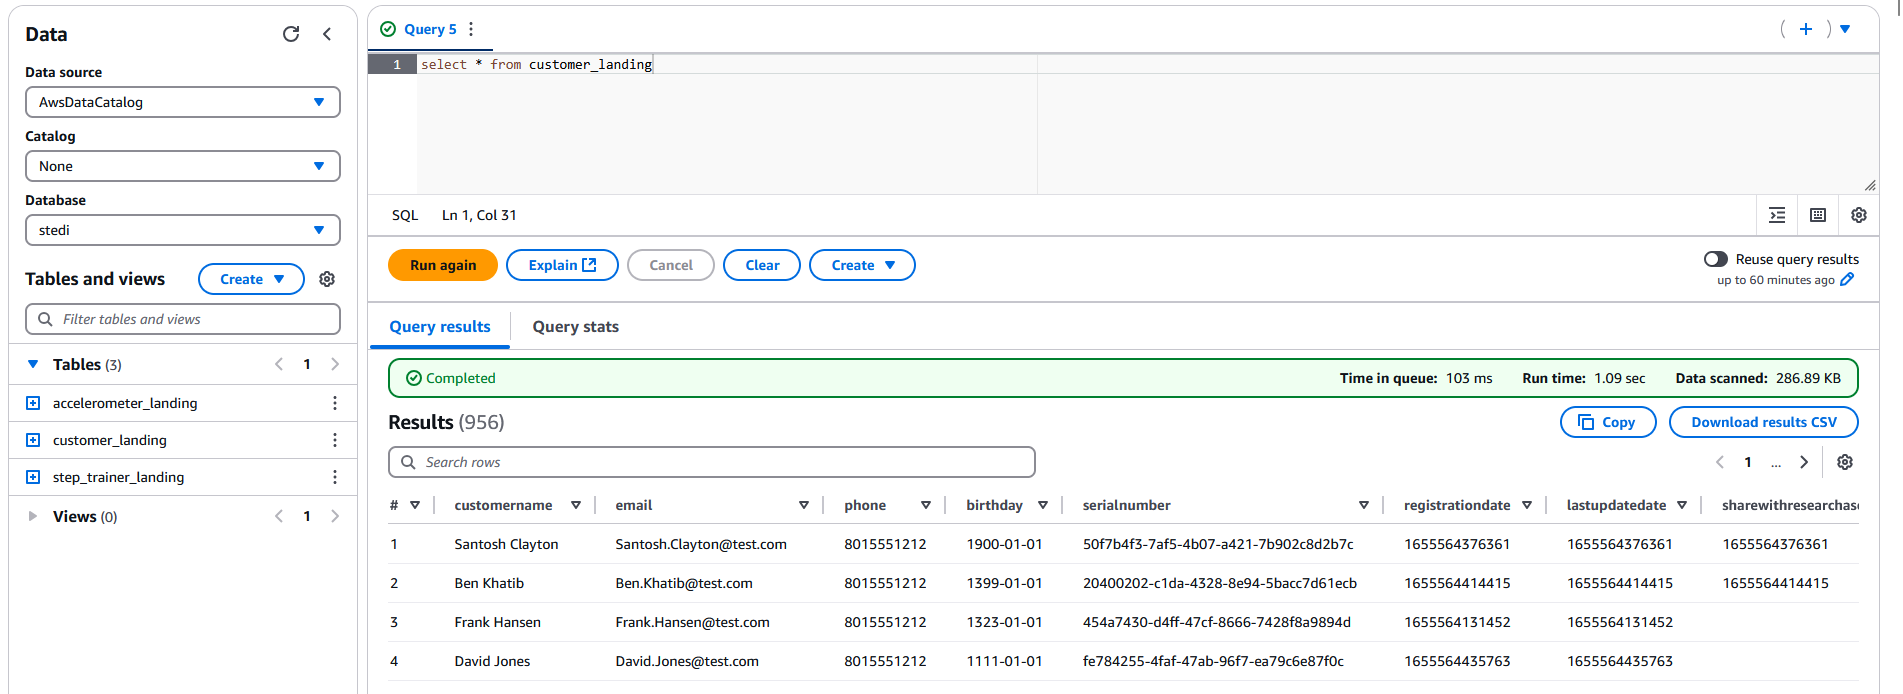 Data
Data source
AwsDataCatalog
Catalog
None
Database
stedi
Tables and views
Create
Filter tables and views
Tables (3)
1
accelerometer_landing
customer_landing
step_trainer_landing
Views (0)
1
Query 5
1 select * from customer_landing
SQL Ln 1, Col 31
Run again Explain Cancel Clear Create
Reuse query results
up to 60 minutes ago
Query results Query stats
Completed Time in queue: 103 ms Run time: 1.09 sec Data scanned: 286.89 KB
Results (956) Copy Download results CSV
Search rows 1 ...
# customername email phone birthday serialnumber registrationdate lastupdatedate sharewithresearchas
1 Santosh Clayton Santosh.Clayton@test.com 8015551212 1900-01-01 50f7b4f3-7af5-4b07-a421-7b902c8d2b7c 1655564376361 1655564376361 1655564376361
2 Ben Khatib Ben.Khatib@test.com 8015551212 1399-01-01 20400202-c1da-4328-8e94-5bacc7d61ecb 1655564414415 1655564414415 1655564414415
3 Frank Hansen Frank.Hansen@test.com 8015551212 1323-01-01 454a7430-d4ff-47cf-8666-7428f8a9894d 1655564131452 1655564131452
4 David Jones David.Jones@test.com 8015551212 1111-01-01 fe784255-4faf-47ab-96f7-ea79c6e87f0c 1655564435763 1655564435763